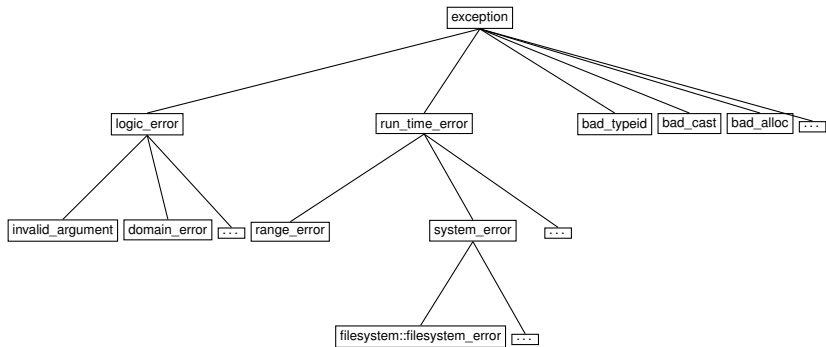 exception
logic_error
run_time_error
bad_typeid
bad_cast
bad_alloc
...
invalid_argument
domain_error
...
range_error
system_error
...
filesystem::filesystem_error
...